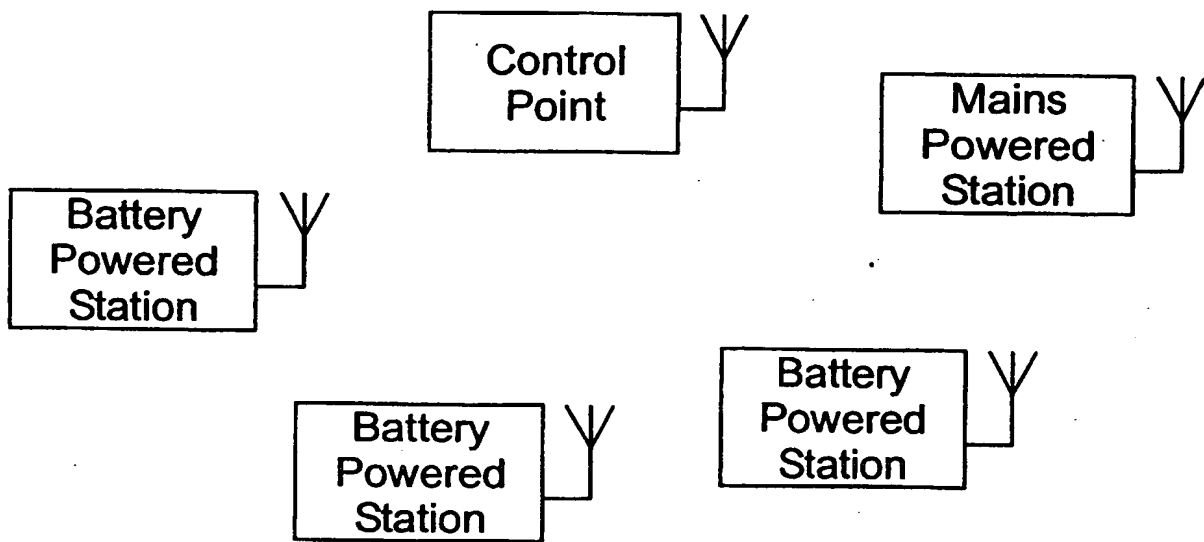 Control
Point
Mains
Powered
Station
Battery
Powered
Station
Battery
Powered
Station
Battery
Powered
Station